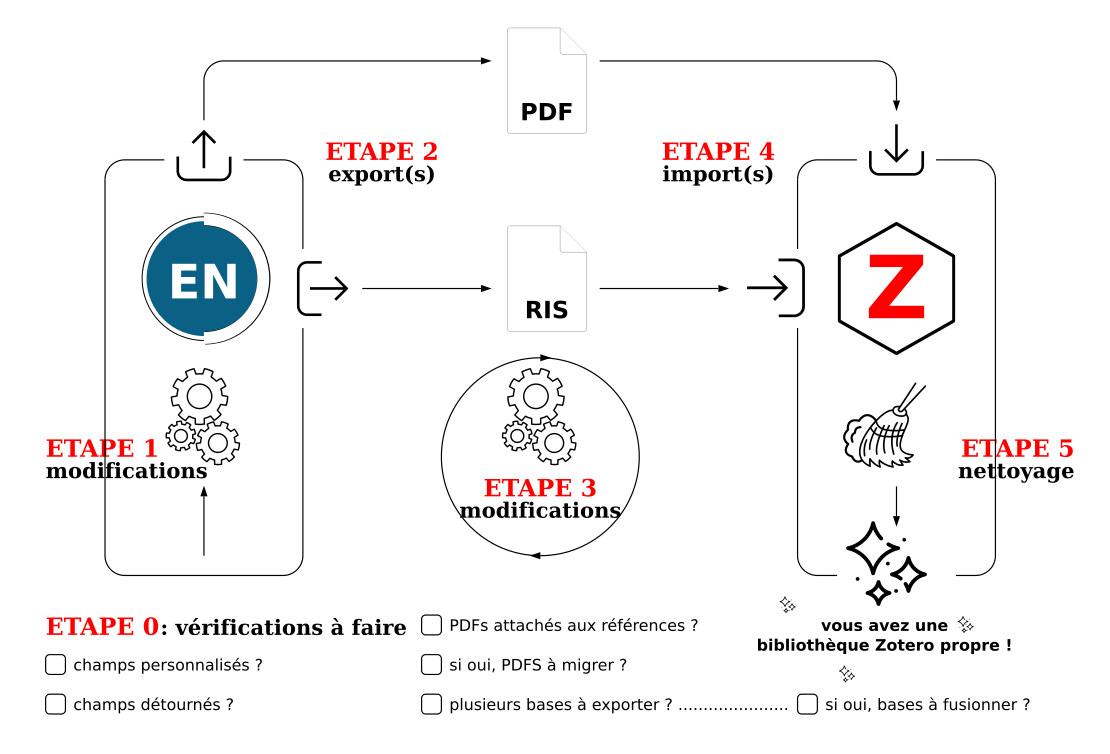 PDF
ETAPE 2
export(s)
ETAPE 4
import(s)
EN
RIS
Z
ETAPE 1
modifications
ETAPE 3
modifications
ETAPE 5
nettoyage
ETAPE 0: vérifications à faire
champs personnalisés ?
champs détournés ?
PDFs attachés aux références ?
si oui, PDFS à migrer ?
plusieurs bases à exporter ? ...................... si oui, bases à fusionner ?
vous avez une
bibliothèque Zotero propre !